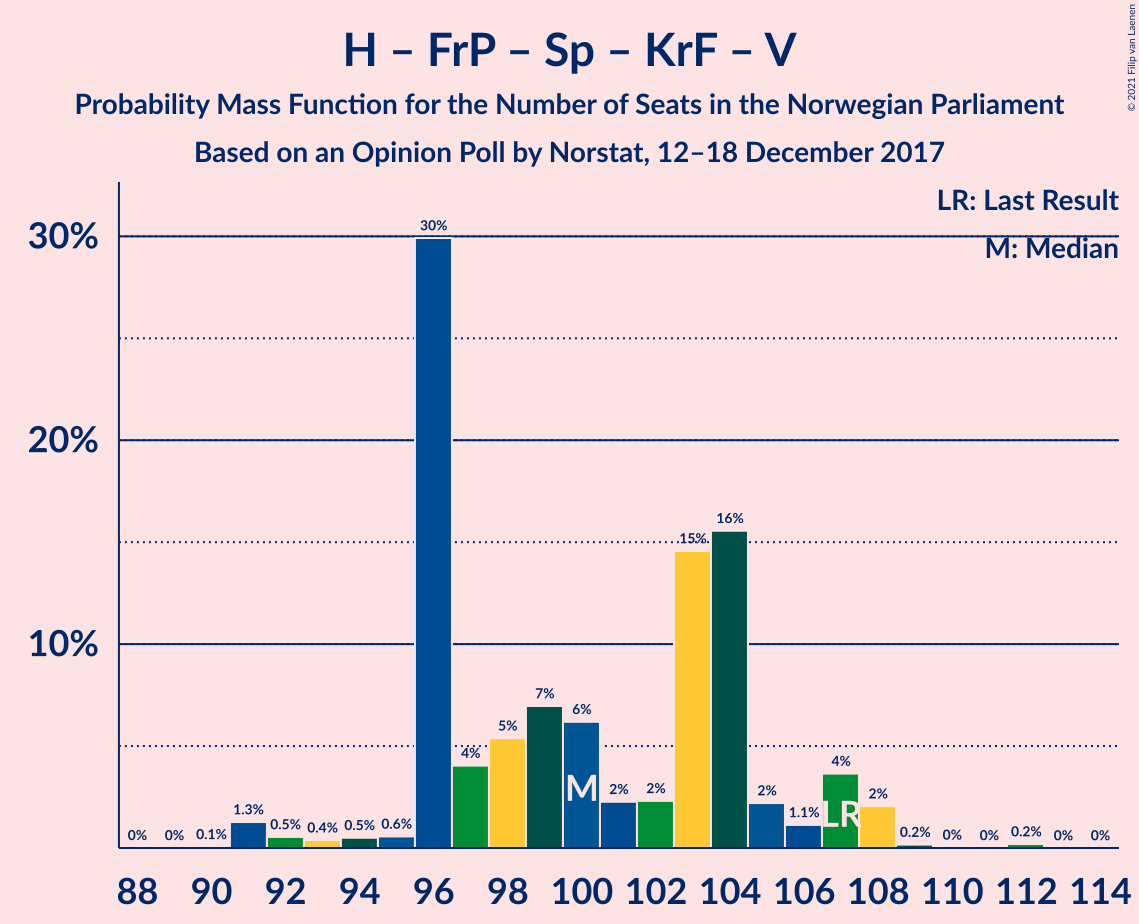 H – FrP – Sp – KrF – V
Probability Mass Function for the Number of Seats in the Norwegian Parliament
Based on an Opinion Poll by Norstat, 12–18 December 2017
© 2021 Filip van Laenen
LR: Last Result
M: Median
30%
20%
10%
0% 0% 0.1% 1.3% 0.5% 0.4% 0.5% 0.6% 30% 4% 5% 7% 6% 2% 2% 15% 16% 2% 1.1% 4% 2% 0.2% 0% 0% 0.2% 0% 0%
M
LR
88 90 92 94 96 98 100 102 104 106 108 110 112 114